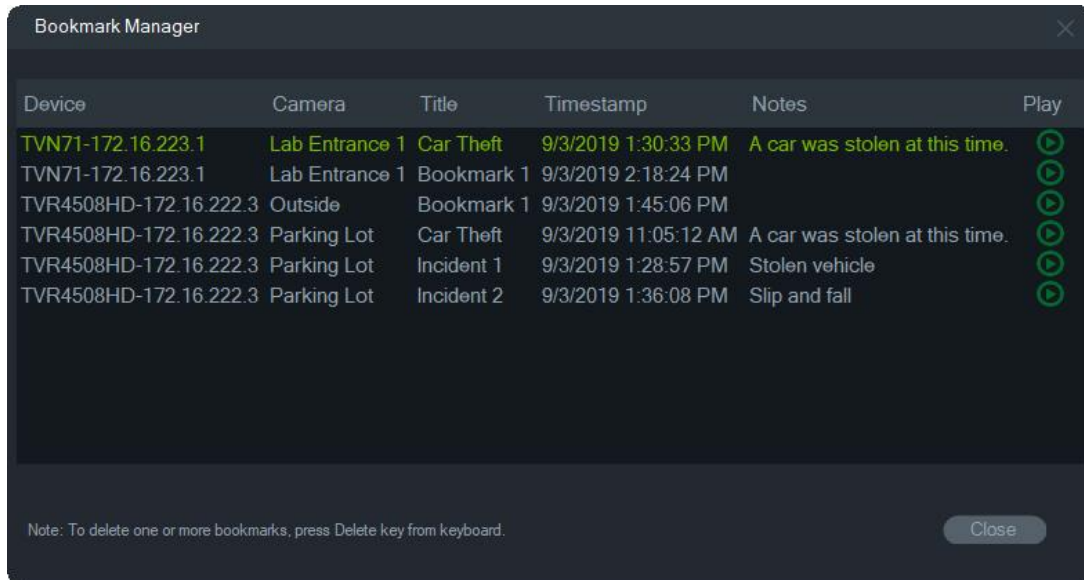 Bookmark Manager
Device Camera Title Timestamp Notes Play
TVN71-172.16.223.1 Lab Entrance 1 Car Theft 9/3/2019 1:30:33 PM A car was stolen at this time.
TVN71-172.16.223.1 Lab Entrance 1 Bookmark 1 9/3/2019 2:18:24 PM
TVR4508HD-172.16.222.3 Outside Bookmark 1 9/3/2019 1:45:06 PM
TVR4508HD-172.16.222.3 Parking Lot Car Theft 9/3/2019 11:05:12 AM A car was stolen at this time.
TVR4508HD-172.16.222.3 Parking Lot Incident 1 9/3/2019 1:28:57 PM Stolen vehicle
TVR4508HD-172.16.222.3 Parking Lot Incident 2 9/3/2019 1:36:08 PM Slip and fall
Note: To delete one or more bookmarks, press Delete key from keyboard.
Close